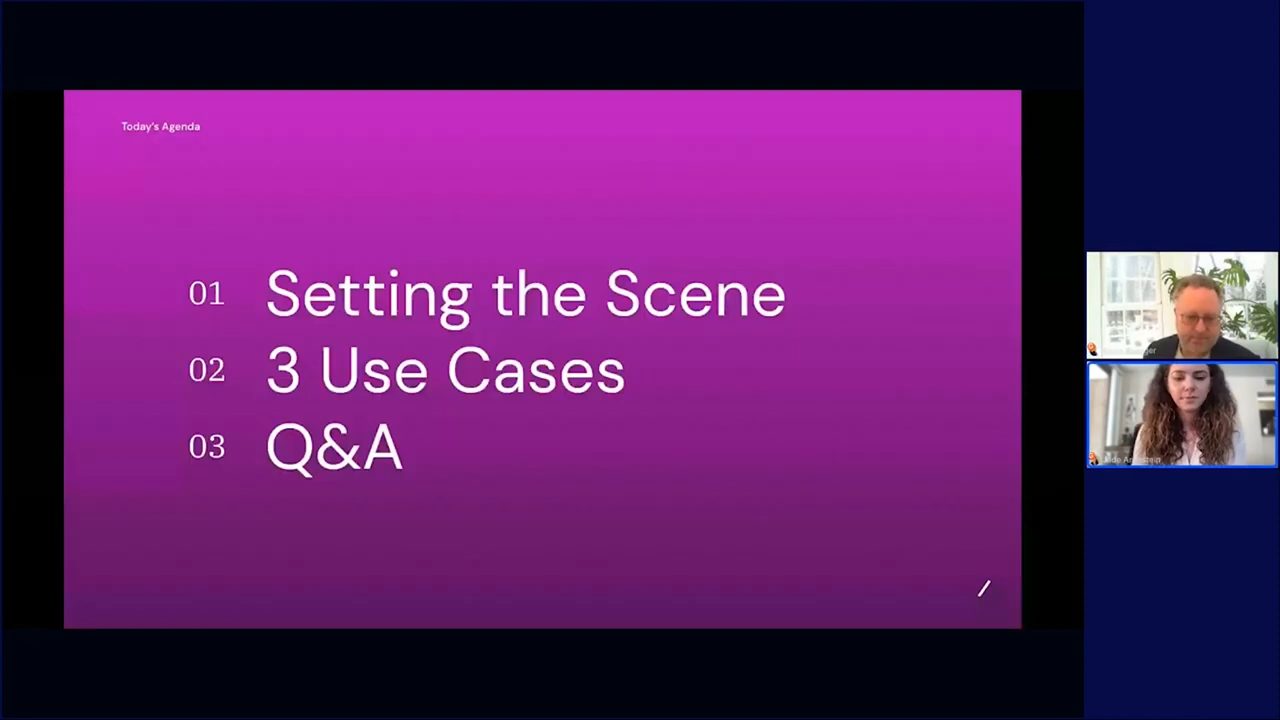 Today's Agenda
01 Setting the Scene
02 3 Use Cases
03 Q&A